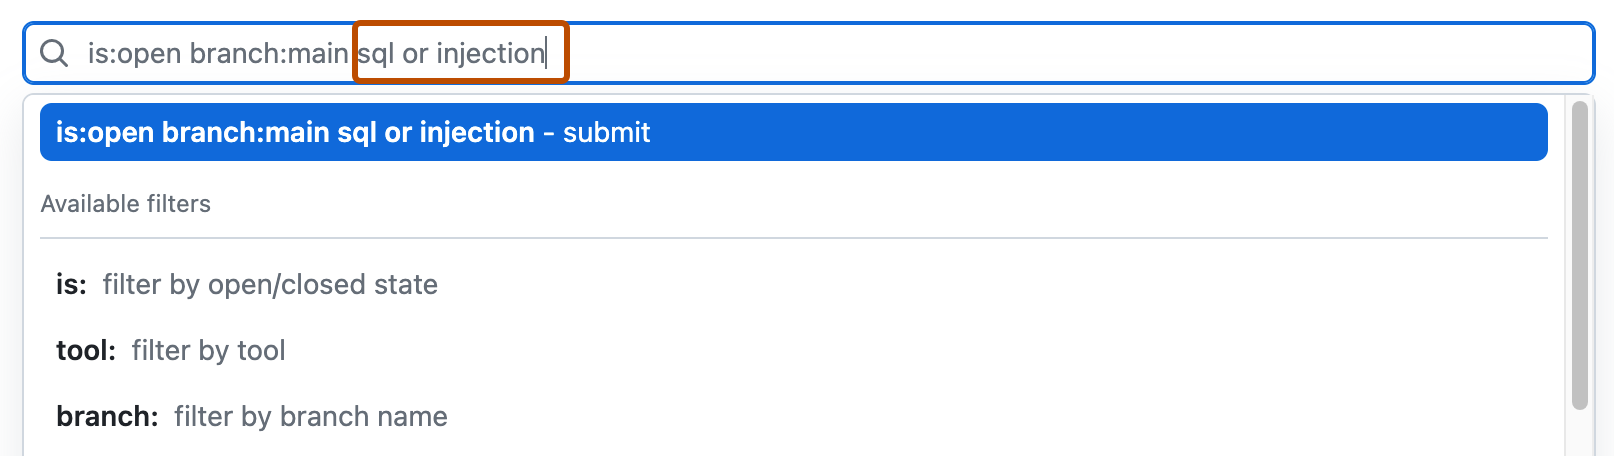 is:open branch:main sql or injection
is:open branch:main sql or injection - submit
Available filters
is: filter by open/closed state
tool: filter by tool
branch: filter by branch name